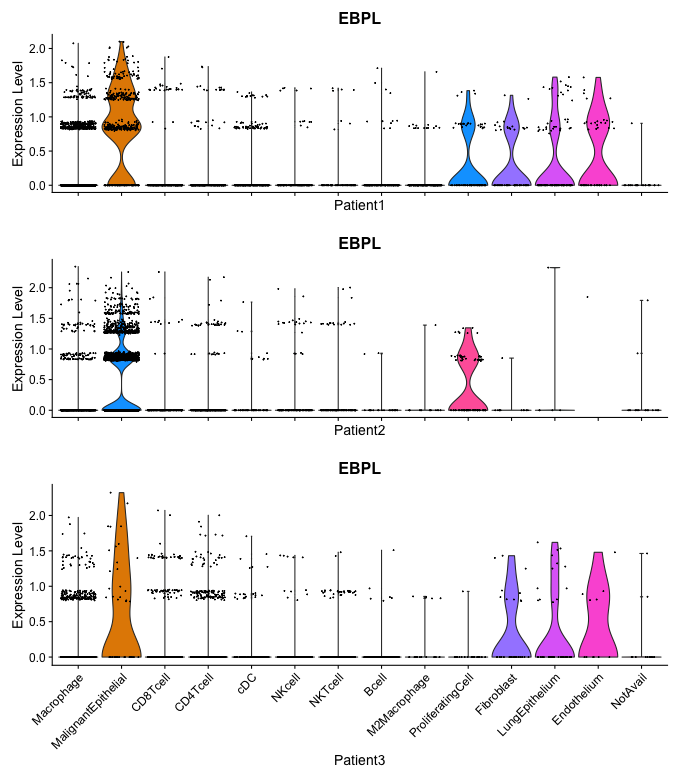 EBPL
Expression Level
2.0
1.5
1.0
0.5
0.0
Patient1
EBPL
Expression Level
2.0
1.5
1.0
0.5
0.0
Patient2
EBPL
Expression Level
2.0
1.5
1.0
0.5
0.0
Macrophage
MalignantEpithelial
CD8Tcell
CD4Tcell
cDC
NKcell
NKTcell
Bcell
M2Macrophage
ProliferatingCell
Fibroblast
LungEpithelium
Endothelium
NotAvail
Patient3